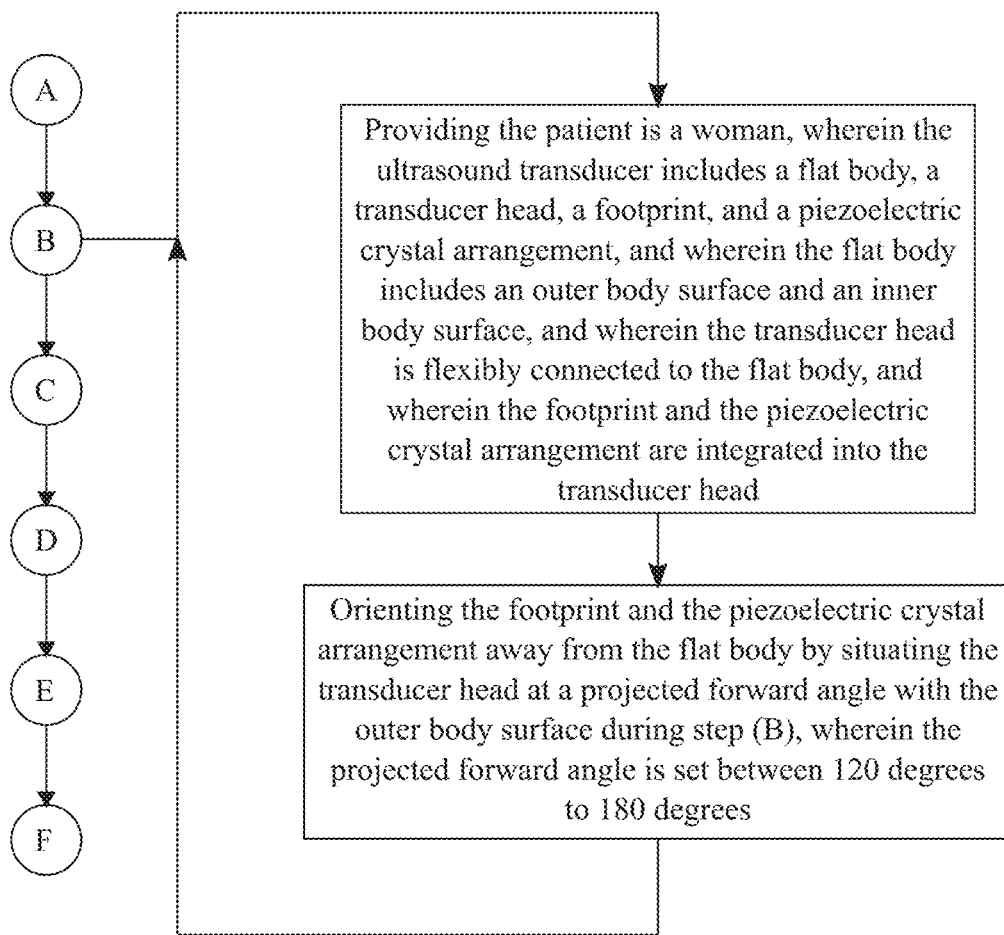 A
B
C
D
E
F
Providing the patient is a woman, wherein the
ultrasound transducer includes a flat body, a
transducer head, a footprint, and a piezoelectric
crystal arrangement, and wherein the flat body
includes an outer body surface and an inner
body surface, and wherein the transducer head
is flexibly connected to the flat body, and
wherein the footprint and the piezoelectric
crystal arrangement are integrated into the
transducer head
Orienting the footprint and the piezoelectric crystal
arrangement away from the flat body by situating the
transducer head at a projected forward angle with the
outer body surface during step (B), wherein the
projected forward angle is set between 120 degrees
to 180 degrees